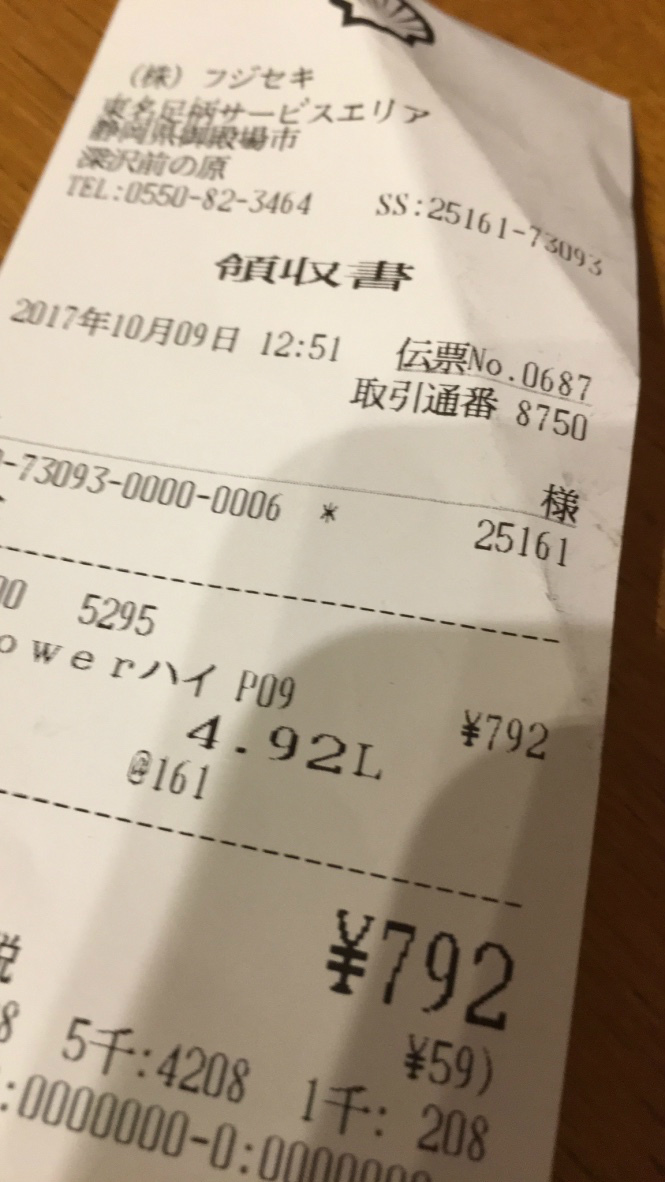 (株) フジセキ
東名足柄サービスエリア
静岡県御殿場市
深沢前の原
TEL:0550-82-3464 SS:25161-73093
領収書
2017年10月09日 12:51 伝票No.0687
取引通番 8750
様
-73093-0000-0006 * 25161
00 5295
owerハイ P09 ¥792
4.92L
@161
¥792
税 ¥59)
8 5千:4208 1千: 208
:0000000-0:0000000